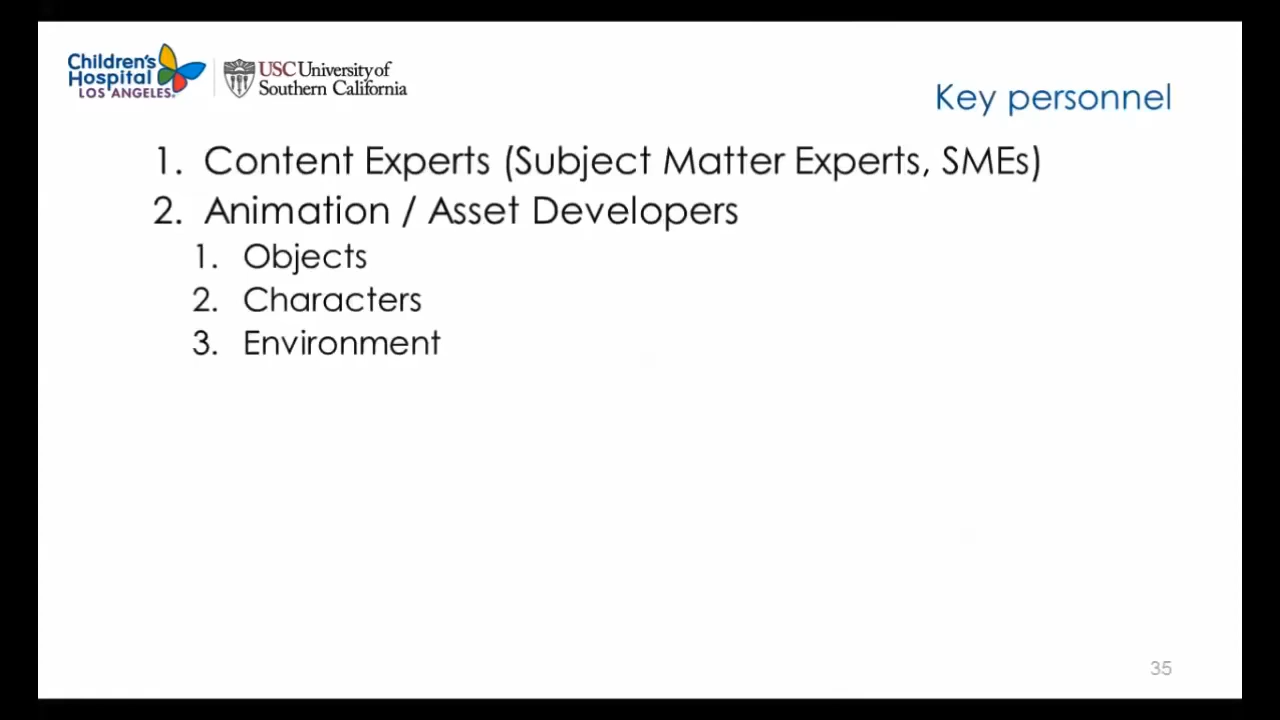 Children's
Hospital
LOS ANGELES.
USC University of
Southern California
Key personnel
1. Content Experts (Subject Matter Experts, SMEs)
2. Animation / Asset Developers
1. Objects
2. Characters
3. Environment
35